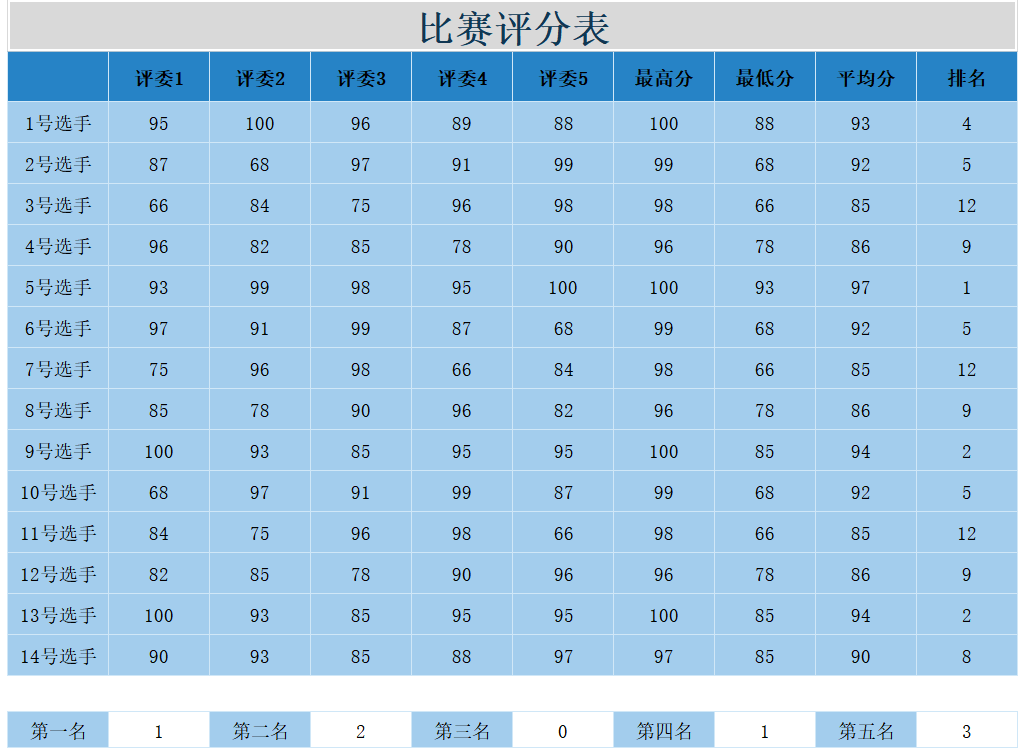 比赛评分表
评委1 评委2 评委3 评委4 评委5 最高分 最低分 平均分 排名
1号选手 95 100 96 89 88 100 88 93 4
2号选手 87 68 97 91 99 99 68 92 5
3号选手 66 84 75 96 98 98 66 85 12
4号选手 96 82 85 78 90 96 78 86 9
5号选手 93 99 98 95 100 100 93 97 1
6号选手 97 91 99 87 68 99 68 92 5
7号选手 75 96 98 66 84 98 66 85 12
8号选手 85 78 90 96 82 96 78 86 9
9号选手 100 93 85 95 95 100 85 94 2
10号选手 68 97 91 99 87 99 68 92 5
11号选手 84 75 96 98 66 98 66 85 12
12号选手 82 85 78 90 96 96 78 86 9
13号选手 100 93 85 95 95 100 85 94 2
14号选手 90 93 85 88 97 97 85 90 8
第一名 1 第二名 2 第三名 0 第四名 1 第五名 3